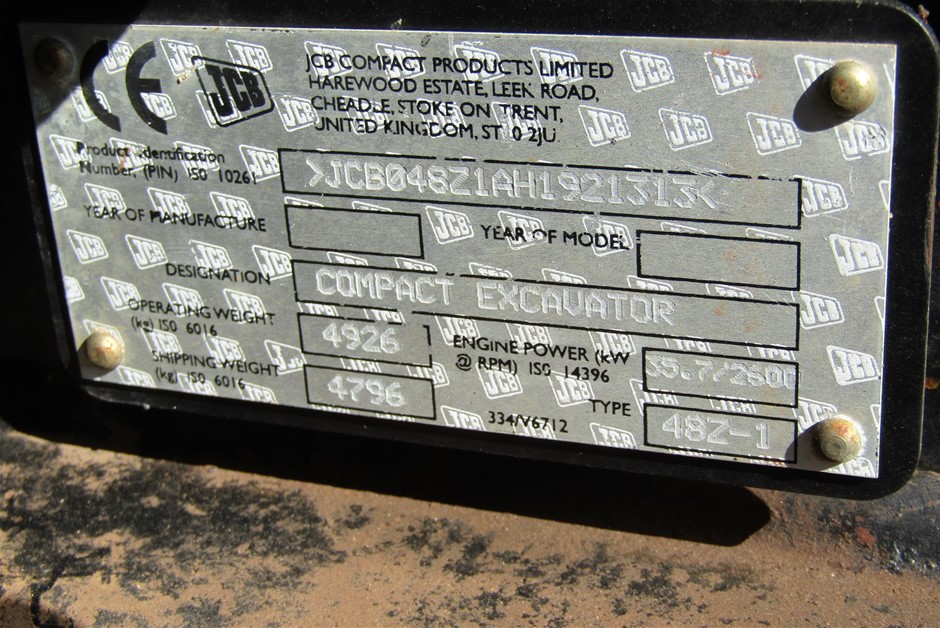 CE
JCB
JCB COMPACT PRODUCTS LIMITED
HAREWOOD ESTATE, LEEK ROAD,
CHEADLE, STOKE ON TRENT,
UNITED KINGDOM, ST10 2JU
Product Identification
Number, (PIN) ISO 10261
>JCB048Z1AH1921313<
YEAR OF MANUFACTURE
YEAR OF MODEL
DESIGNATION
COMPACT EXCAVATOR
OPERATING WEIGHT
(kg) ISO 6016
4926
ENGINE POWER (kW
@ RPM) ISO 14396
35.7/2600
SHIPPING WEIGHT
(kg) ISO 6016
4796
334/V6712
TYPE
48Z-1